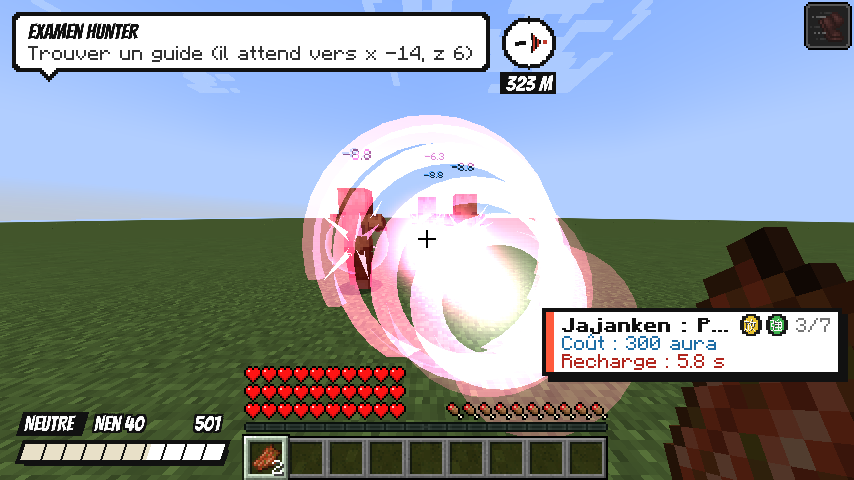 EXAMEN HUNTER
Trouver un guide (il attend vers x -14, z 6)
323 M
-8.8
-6.3
-8.8
-8.8
Jajanken : P... 3/7
Coût : 300 aura
Recharge : 5.8 s
NEUTRE NEN 40 501
2